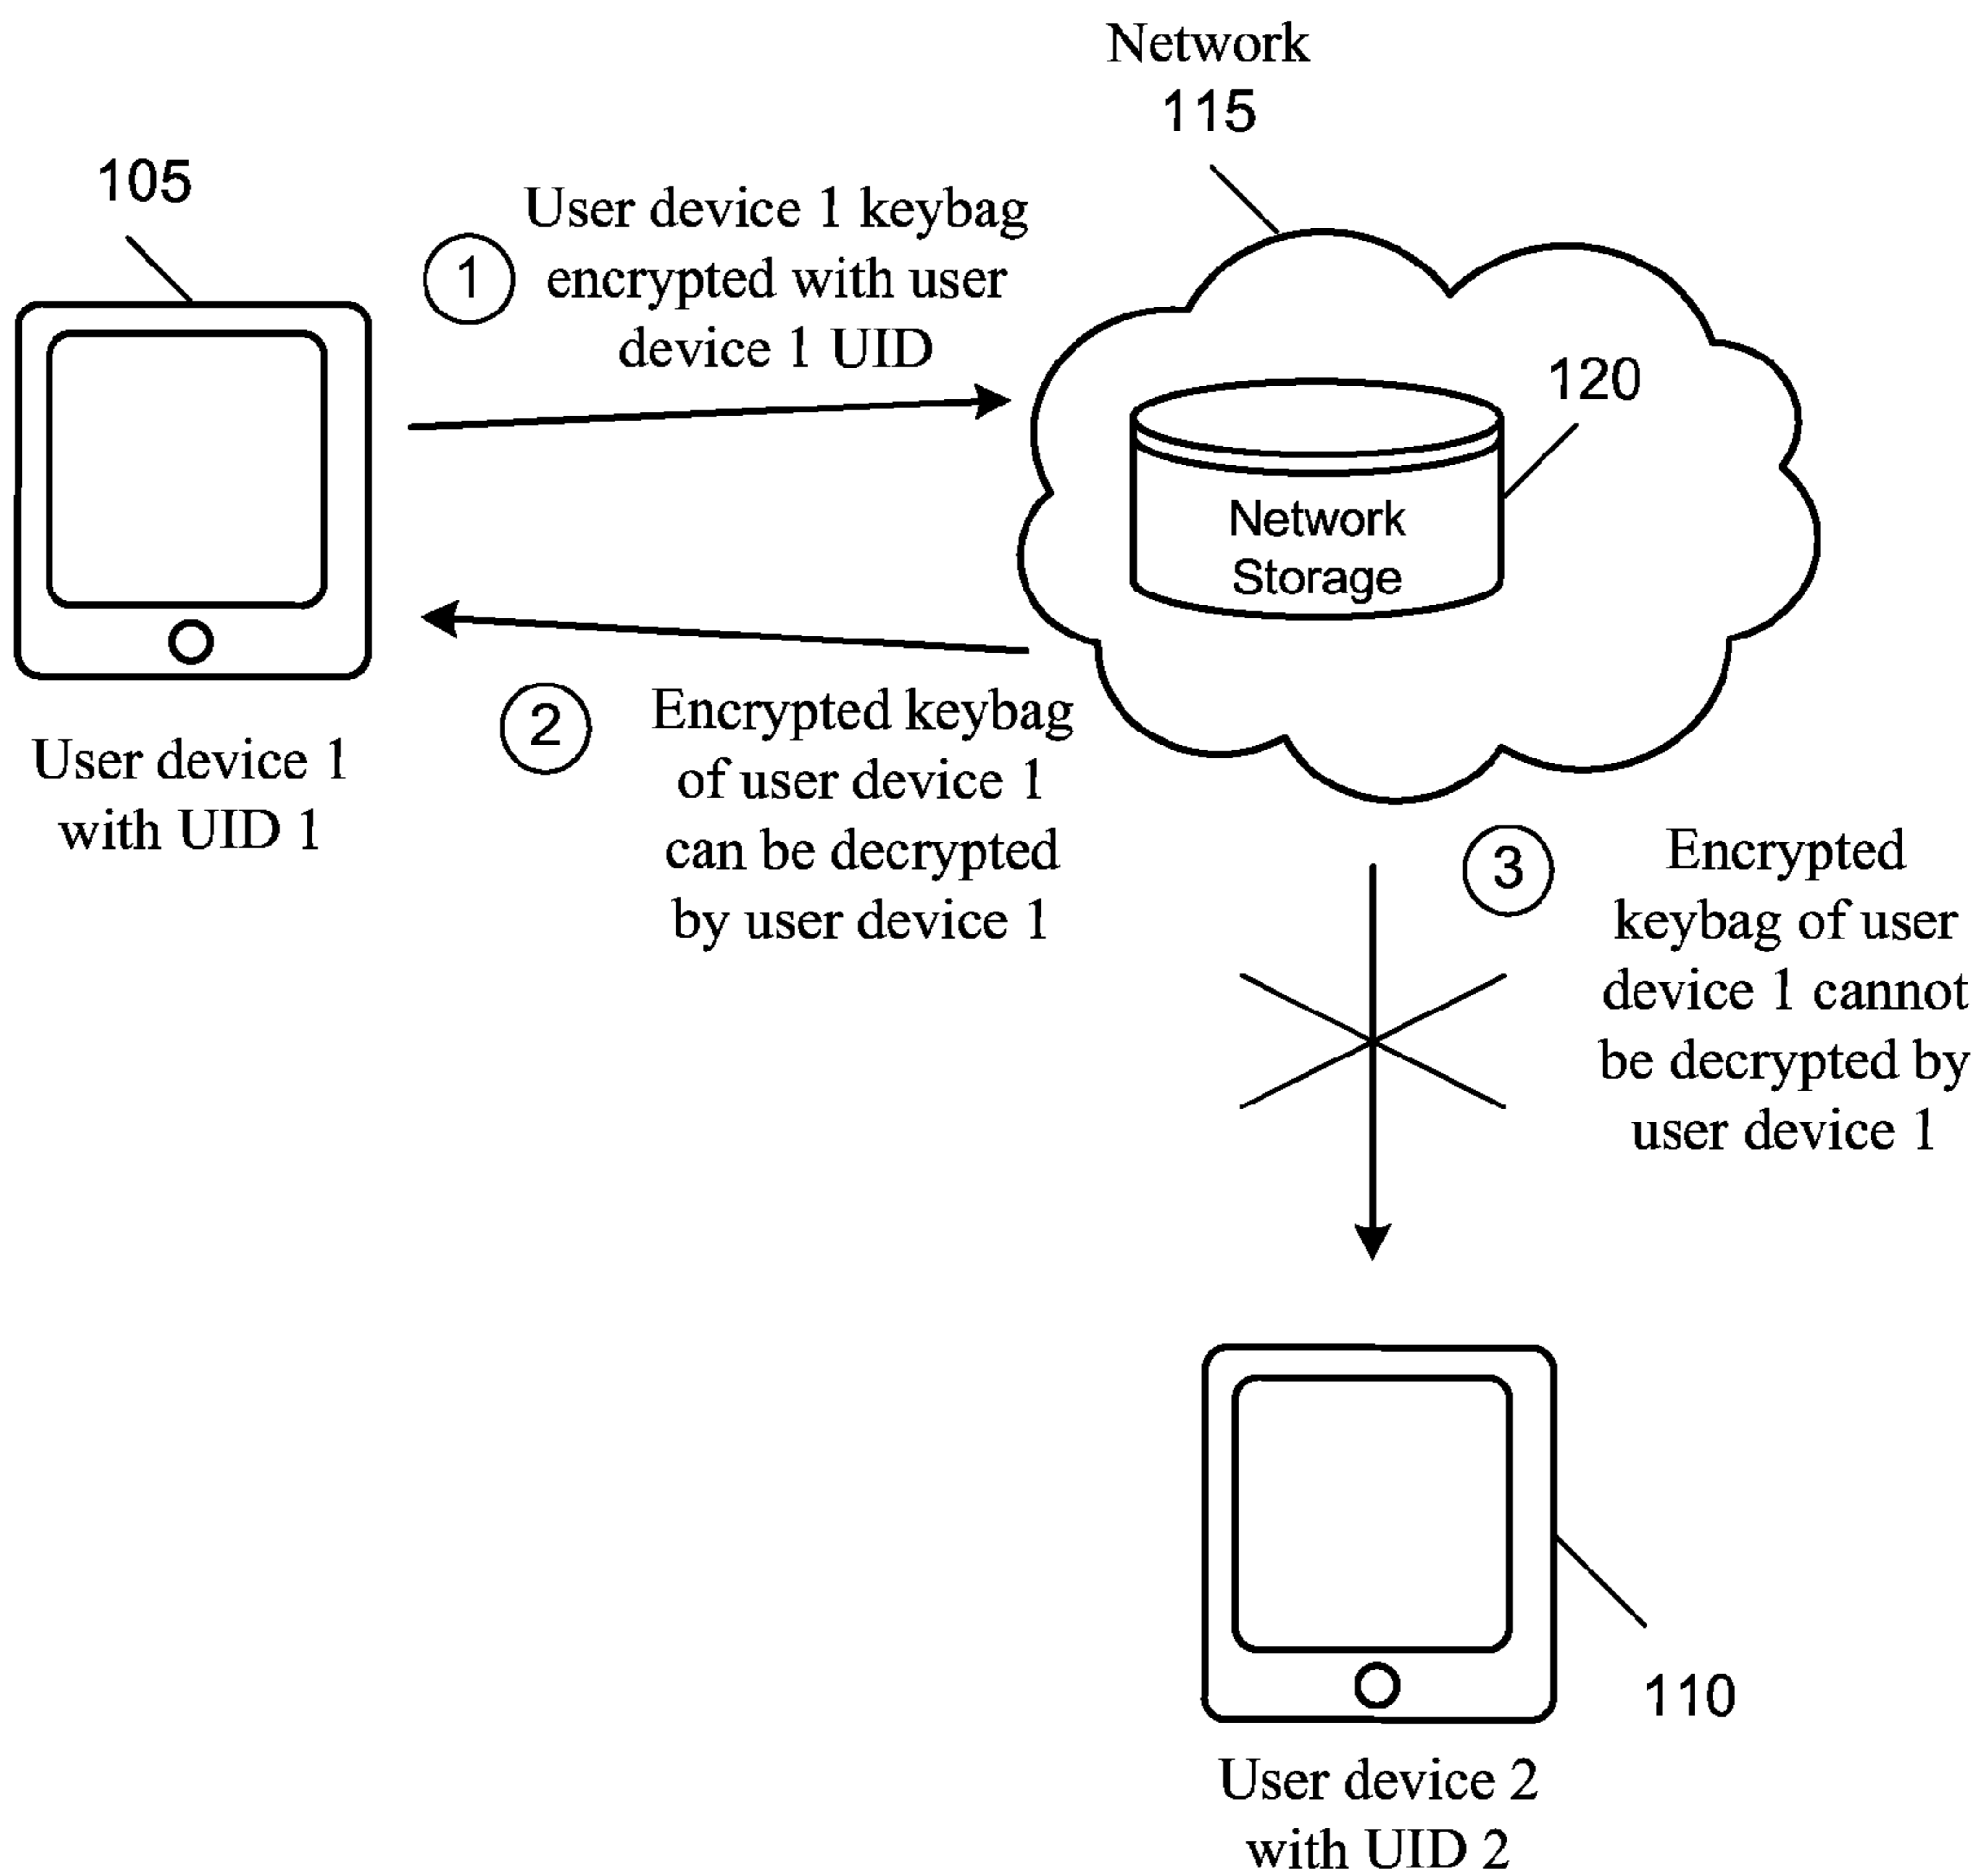 Network
115
105
1
User device 1 keybag
encrypted with user
device 1 UID
120
Network
Storage
2
Encrypted keybag
of user device 1
can be decrypted
by user device 1
User device 1
with UID 1
3
Encrypted
keybag of user
device 1 cannot
be decrypted by
user device 1
110
User device 2
with UID 2